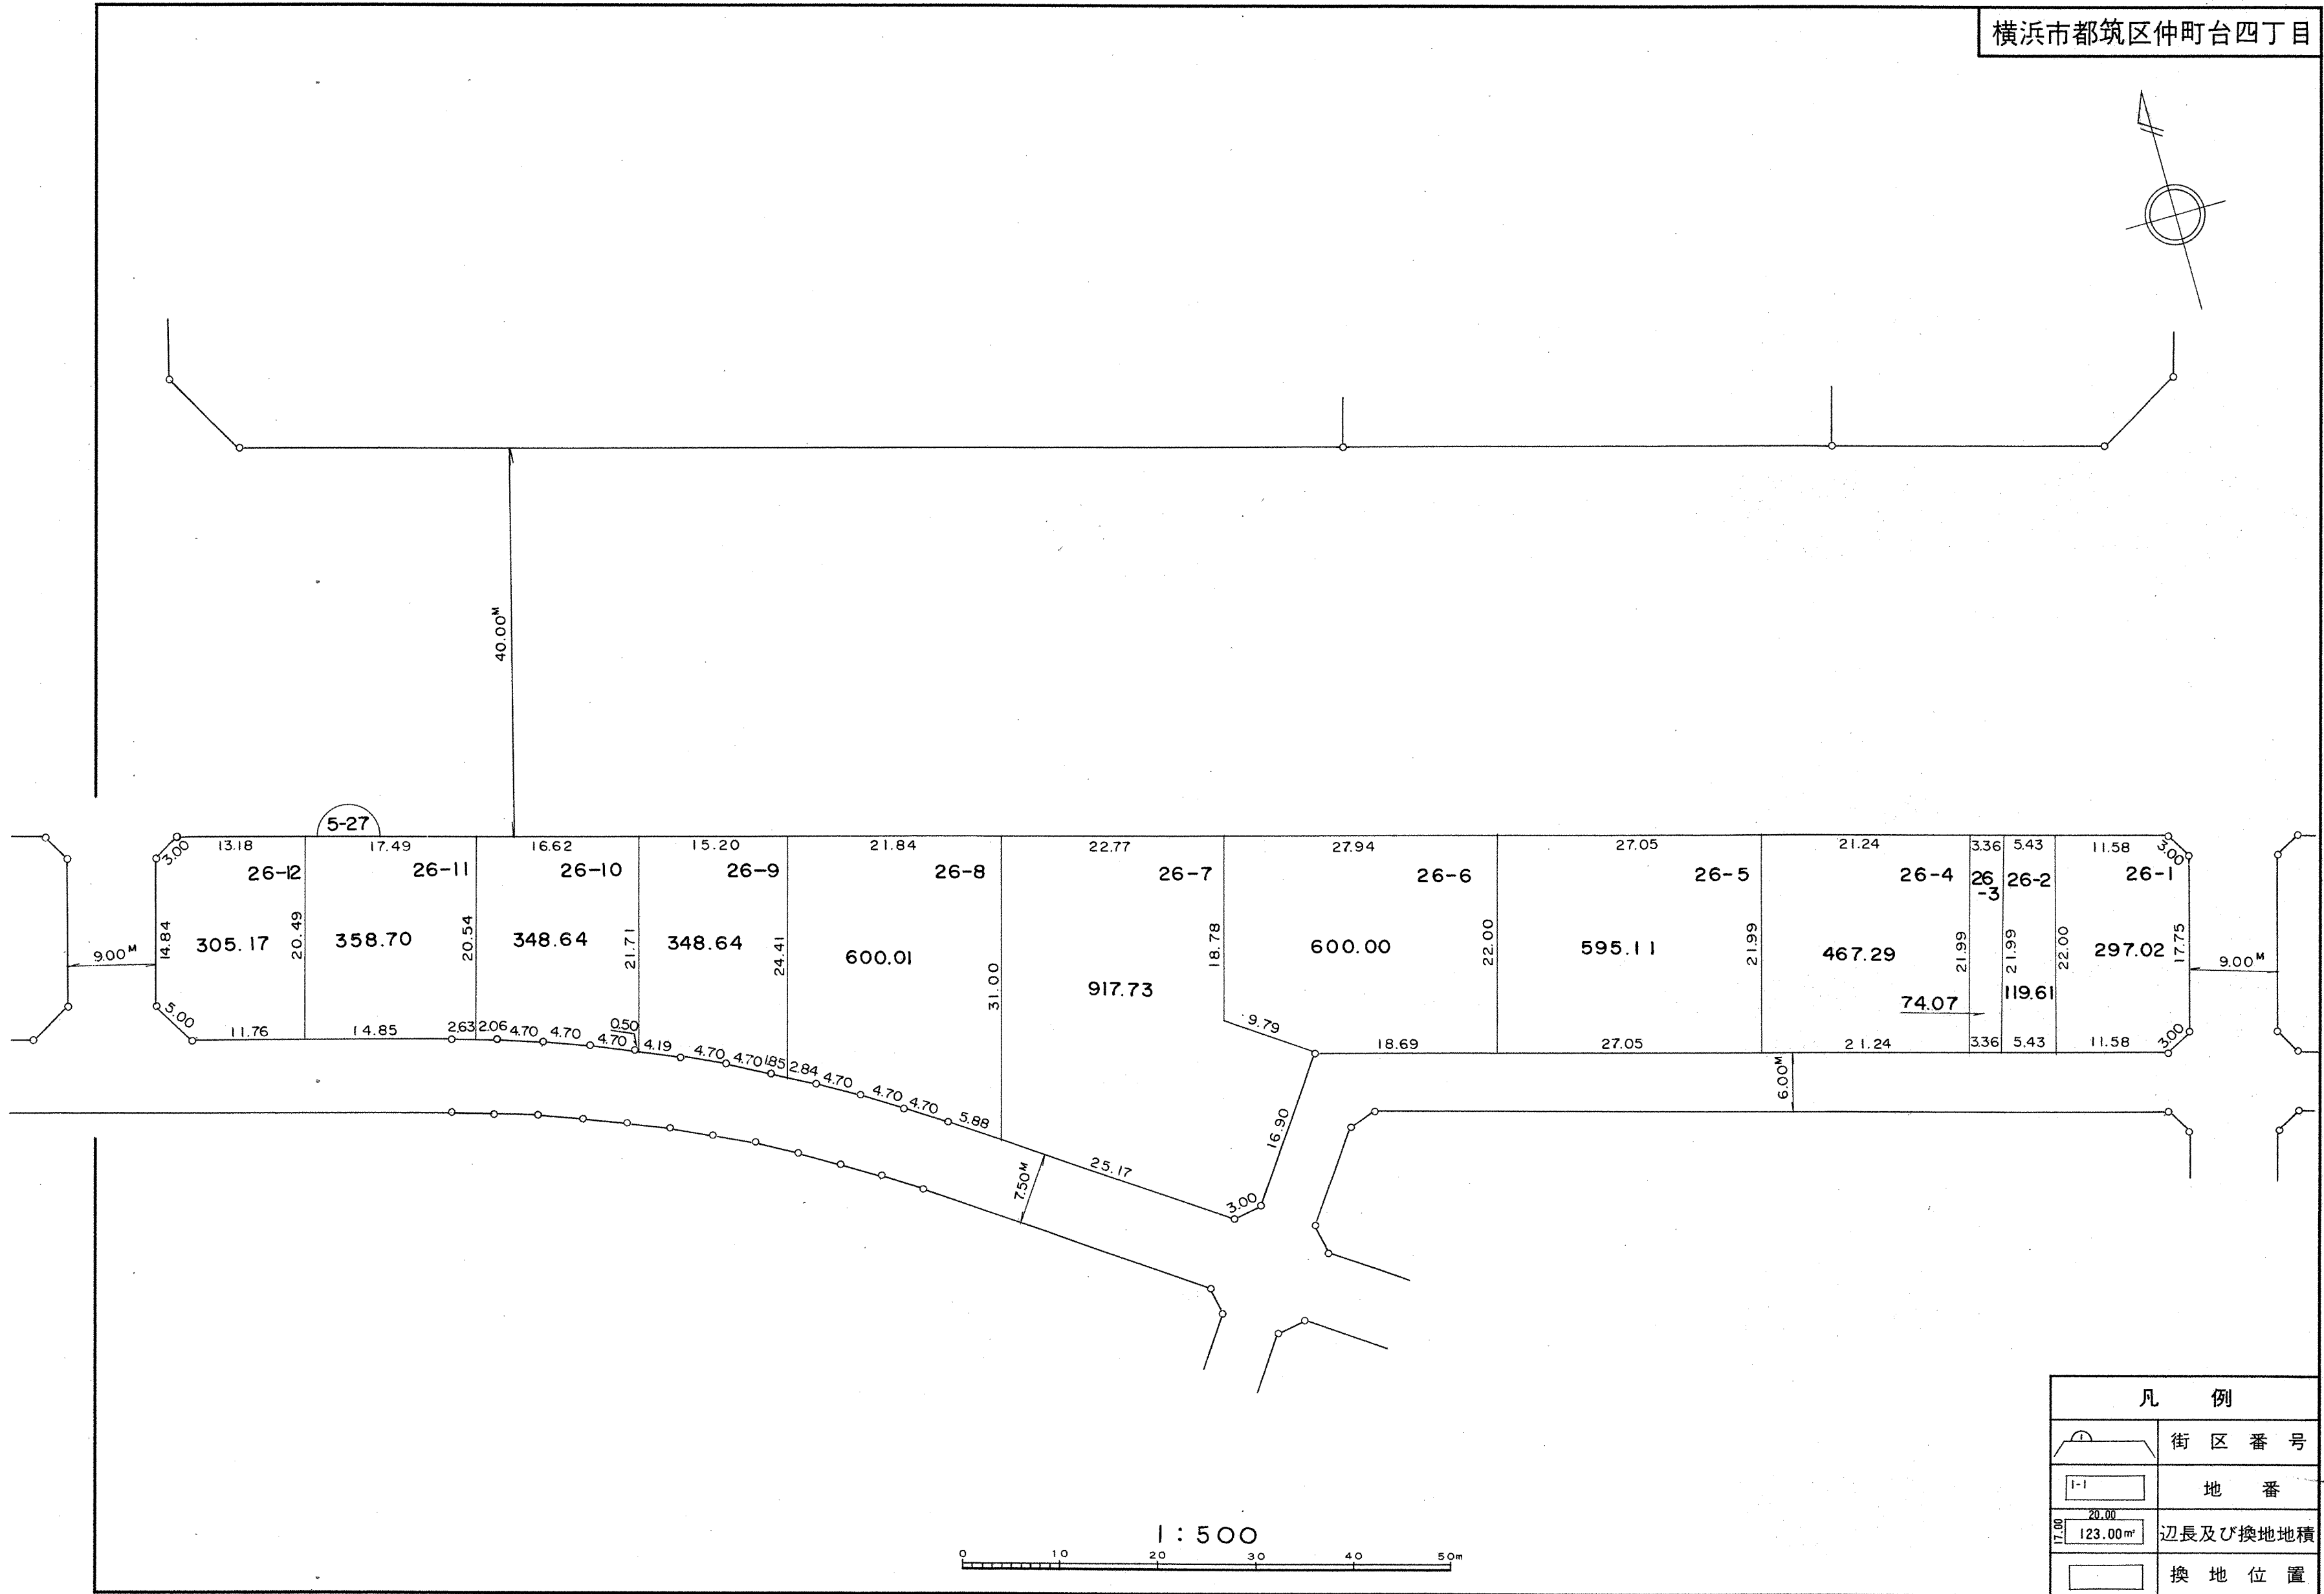 横浜市都筑区仲町台四丁目
40.00M
5-27
3.00 13.18 17.49 16.62 15.20 21.84 22.77 27.94 27.05 21.24 3.36 5.43 11.58 3.00
26-12 26-11 26-10 26-9 26-8 26-7 26-6 26-5 26-4 26-3 26-2 26-1
9.00M 14.84 305.17 20.49 358.70 20.54 348.64 21.71 348.64 24.41 600.01 31.00 917.73 18.78 600.00 22.00 595.11 21.99 467.29 21.99 74.07 21.99 119.61 22.00 297.02 17.75 9.00M
5.00 11.76 14.85 2.63 2.06 4.70 4.70 4.70 0.50 4.19 4.70 4.70 1.85 2.84 4.70 4.70 4.70 5.88 25.17 3.00 16.90 9.79 18.69 27.05 21.24 3.36 5.43 11.58 3.00
7.50M
6.00M
1:500
0 10 20 30 40 50m
凡 例
1 街区番号
1-1 地番
17.00 20.00 123.00㎡ 辺長及び換地地積
換地位置